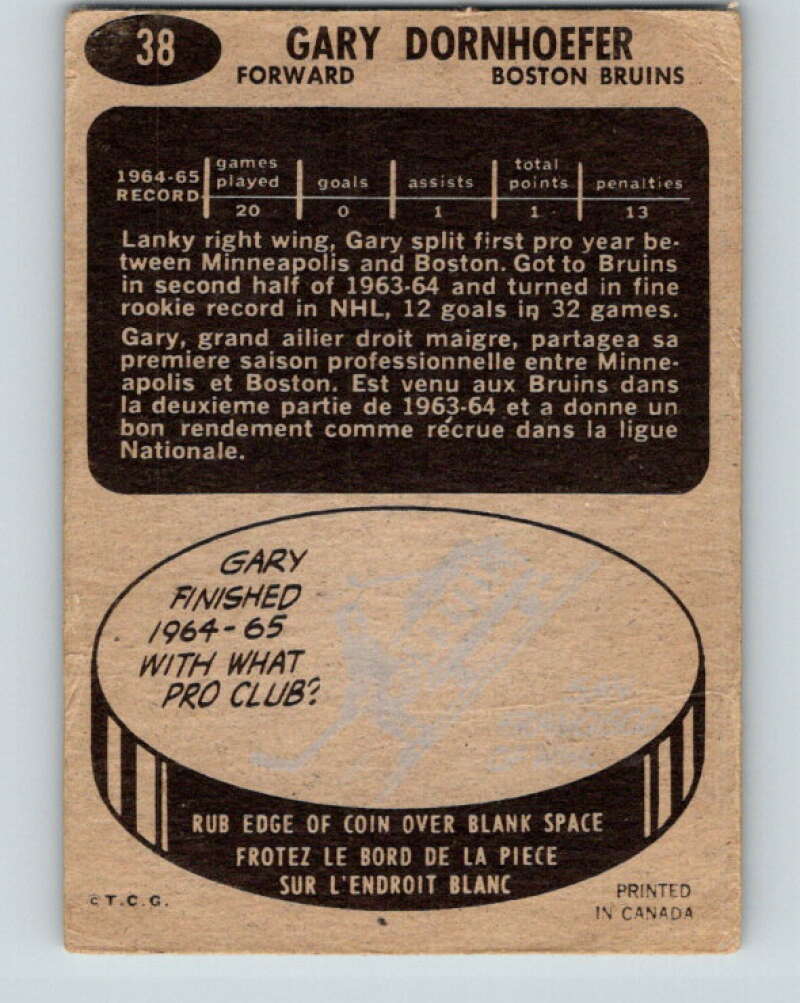 38
GARY DORNHOEFER
FORWARD BOSTON BRUINS
1964-65 RECORD games played goals assists total points penalties
20 0 1 1 13
Lanky right wing, Gary split first pro year be-
tween Minneapolis and Boston. Got to Bruins
in second half of 1963-64 and turned in fine
rookie record in NHL, 12 goals in 32 games.
Gary, grand ailier droit maigre, partagea sa
premiere saison professionnelle entre Minne-
apolis et Boston. Est venu aux Bruins dans
la deuxieme partie de 1963-64 et a donne un
bon rendement comme récrue dans la ligue
Nationale.
GARY
FINISHED
1964-65
WITH WHAT
PRO CLUB?
RUB EDGE OF COIN OVER BLANK SPACE
FROTEZ LE BORD DE LA PIECE
SUR L'ENDROIT BLANC
© T.C.G.
PRINTED
IN CANADA